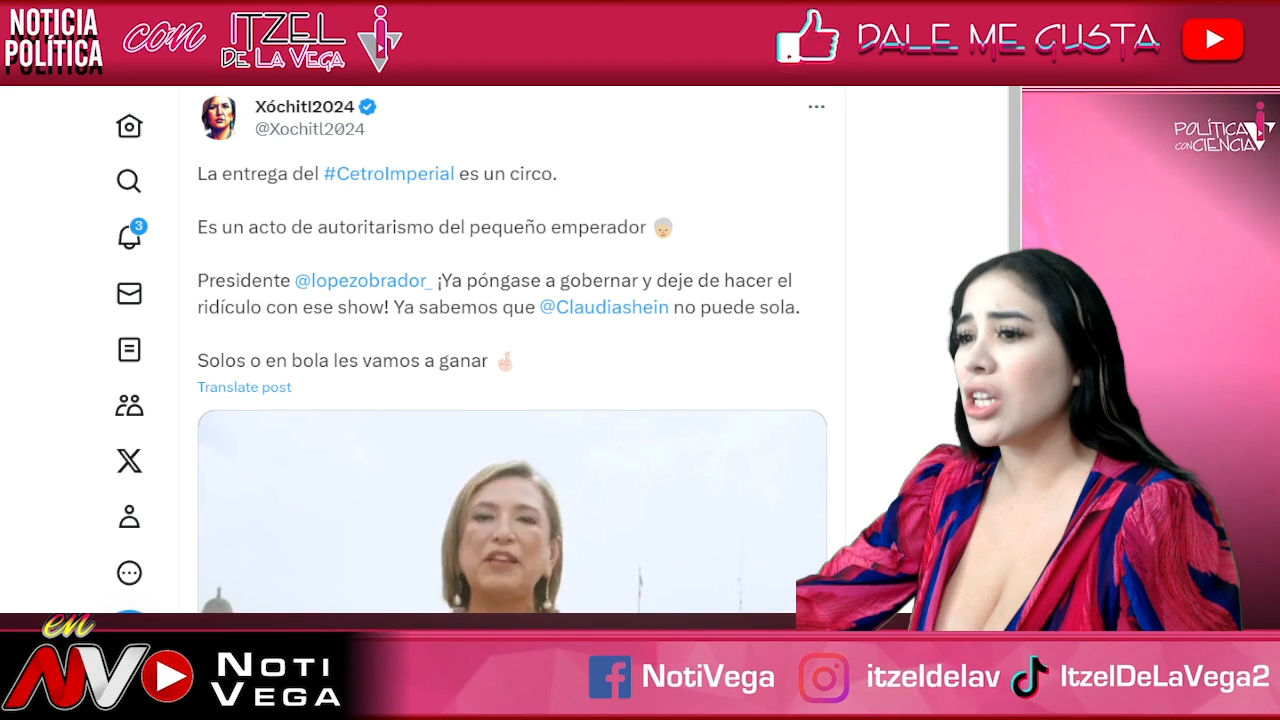 NOTICIA
POLÍTICA
con
ITZEL
DE LA VEGA
DALE ME GUSTA
Xóchitl2024
@Xochitl2024
POLÍTICA
CON CIENCIA
3
La entrega del #CetroImperial es un circo.
Es un acto de autoritarismo del pequeño emperador
Presidente @lopezobrador_ ¡Ya póngase a gobernar y deje de hacer el
ridículo con ese show! Ya sabemos que @Claudiashein no puede sola.
Solos o en bola les vamos a ganar
Translate post
en
NV
NOTI
VEGA
NotiVega
itzeldelav
ItzelDeLaVega2